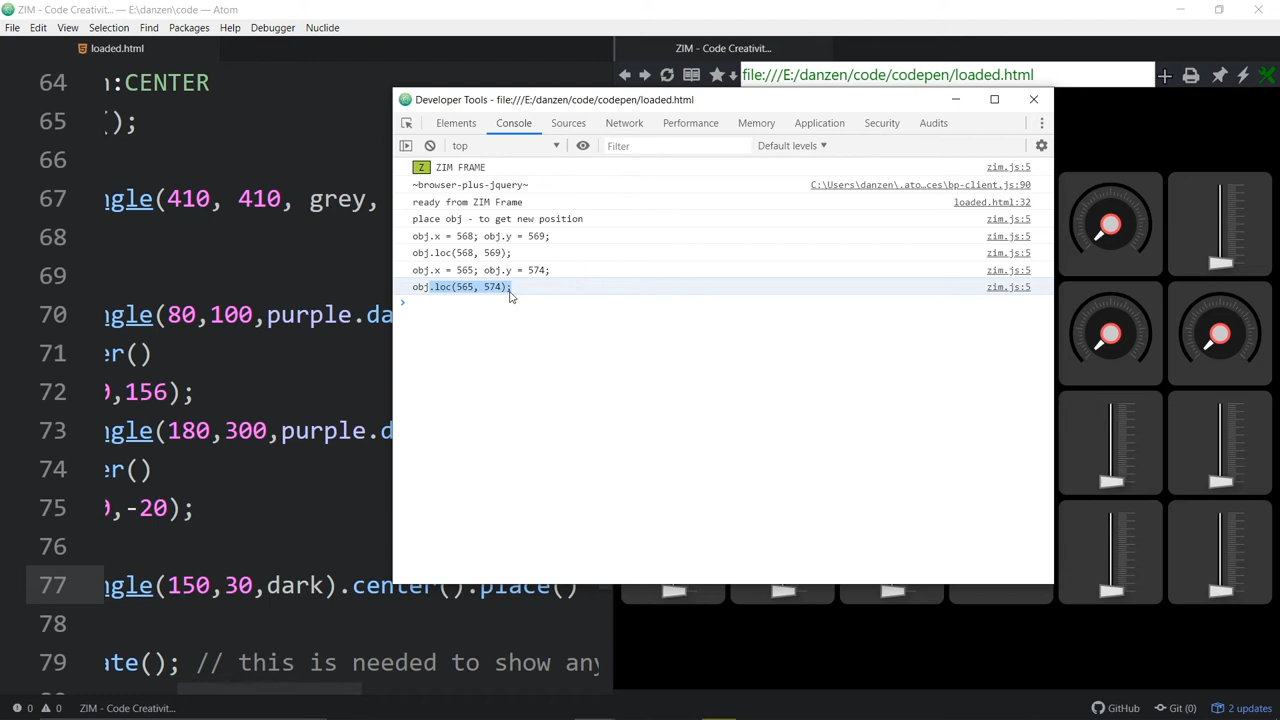 ZIM - Code Creativit... — E:\danzen\code — Atom
File Edit View Selection Find Packages Help Debugger Nuclide
loaded.html
ZIM - Code Creativit...
file:///E:/danzen/code/codepen/loaded.html
Developer Tools - file:///E:/danzen/code/codepen/loaded.html
Elements Console Sources Network Performance Memory Application Security Audits
top Filter Default levels
Z ZIM FRAME zim.js:5
~browser-plus-jquery~ C:\Users\danzen\.ato…ces\bp-client.js:90
ready from ZIM Frame loaded.html:32
place obj - to get new position zim.js:5
obj.x = 568; obj.y = 569; zim.js:5
obj.loc(568, 569); zim.js:5
obj.x = 565; obj.y = 574; zim.js:5
obj.loc(565, 574); zim.js:5
64 :CENTER
65 ();
66
67 ngle(410, 410, grey,
68
69
70 ngle(80,100,purple.da
71 er()
72 ,156);
73 ngle(180,300,purple.d
74 er()
75 ,-20);
76
77 ngle(150,30,dark).center().place()
78
79 ate(); // this is needed to show any
0 0 ZIM - Code Creativit... GitHub Git (0) 2 updates